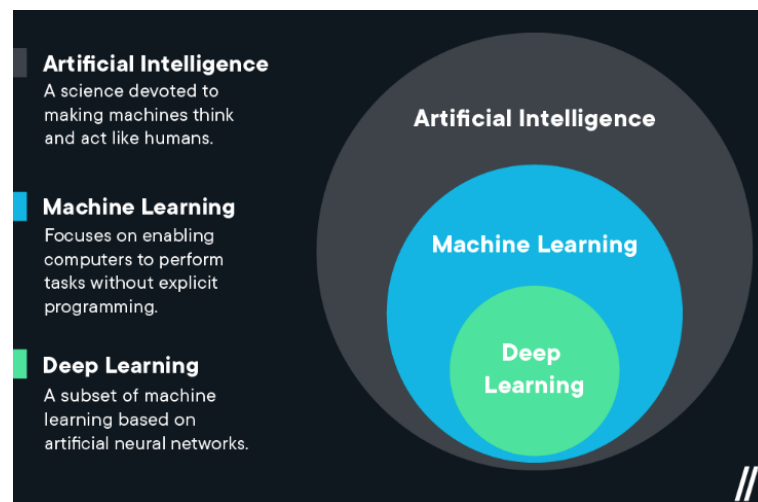 Artificial Intelligence
A science devoted to
making machines think
and act like humans.
Machine Learning
Focuses on enabling
computers to perform
tasks without explicit
programming.
Deep Learning
A subset of machine
learning based on
artificial neural networks.
Artificial Intelligence
Machine Learning
Deep
Learning